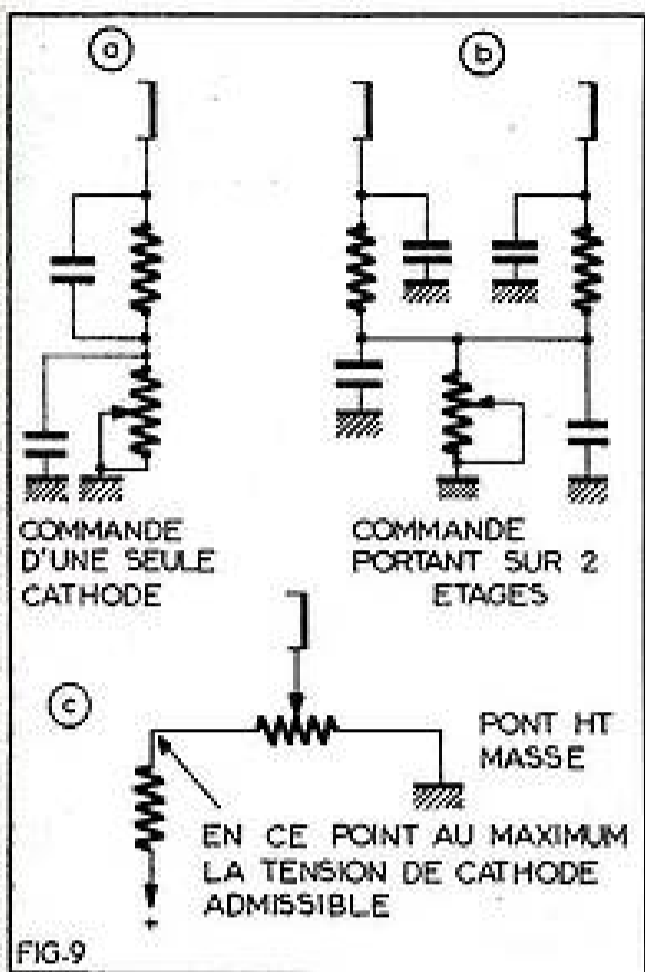 a
b
COMMANDE
D'UNE SEULE
CATHODE
COMMANDE
PORTANT SUR 2
ETAGES
c
PONT HT
MASSE
EN CE POINT AU MAXIMUM
LA TENSION DE CATHODE
ADMISSIBLE
+
FIG.9